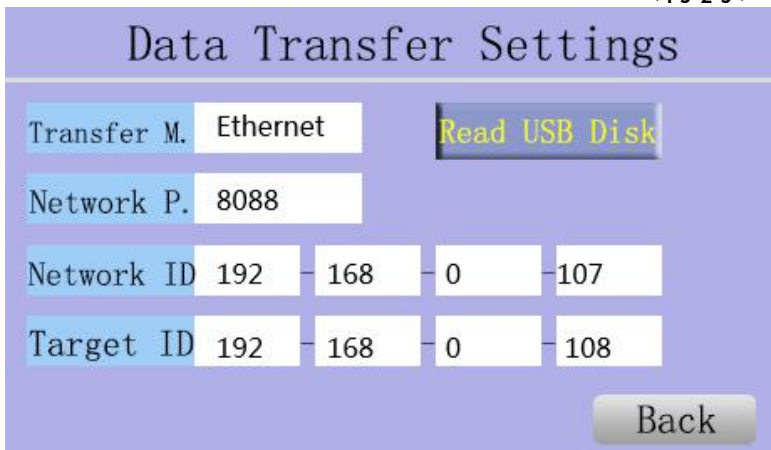 Data Transfer Settings
Transfer M. Ethernet Read USB Disk
Network P. 8088
Network ID 192 - 168 - 0 - 107
Target ID 192 - 168 - 0 - 108
Back